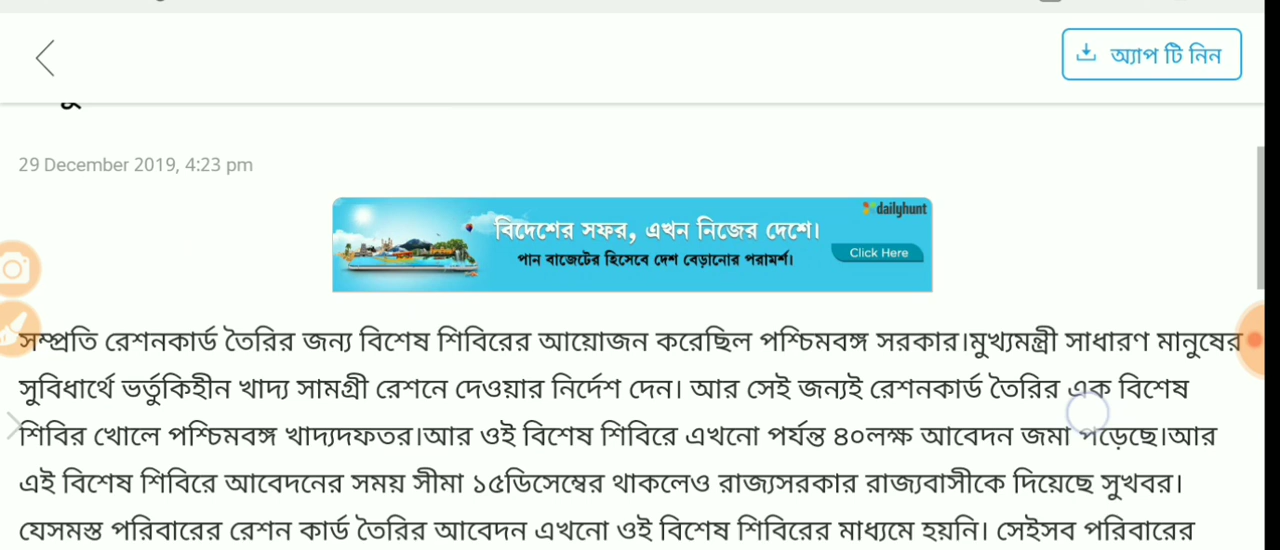 অ্যাপ টি নিন
29 December 2019, 4:23 pm
dailyhunt
বিদেশের সফর, এখন নিজের দেশে।
পান বাজেটের হিসেবে দেশ বেড়ানোর পরামর্শ।
Click Here
সম্প্রতি রেশনকার্ড তৈরির জন্য বিশেষ শিবিরের আয়োজন করেছিল পশ্চিমবঙ্গ সরকার।মুখ্যমন্ত্রী সাধারণ মানুষের
সুবিধার্থে ভর্তুকিহীন খাদ্য সামগ্রী রেশনে দেওয়ার নির্দেশ দেন। আর সেই জন্যই রেশনকার্ড তৈরির এক বিশেষ
শিবির খোলে পশ্চিমবঙ্গ খাদ্যদফতর।আর ওই বিশেষ শিবিরে এখনো পর্যন্ত ৪০লক্ষ আবেদন জমা পড়েছে।আর
এই বিশেষ শিবিরে আবেদনের সময় সীমা ১৫ডিসেম্বের থাকলেও রাজ্যসরকার রাজ্যবাসীকে দিয়েছে সুখবর।
যেসমস্ত পরিবারের রেশন কার্ড তৈরির আবেদন এখনো ওই বিশেষ শিবিরের মাধ্যমে হয়নি। সেইসব পরিবারের